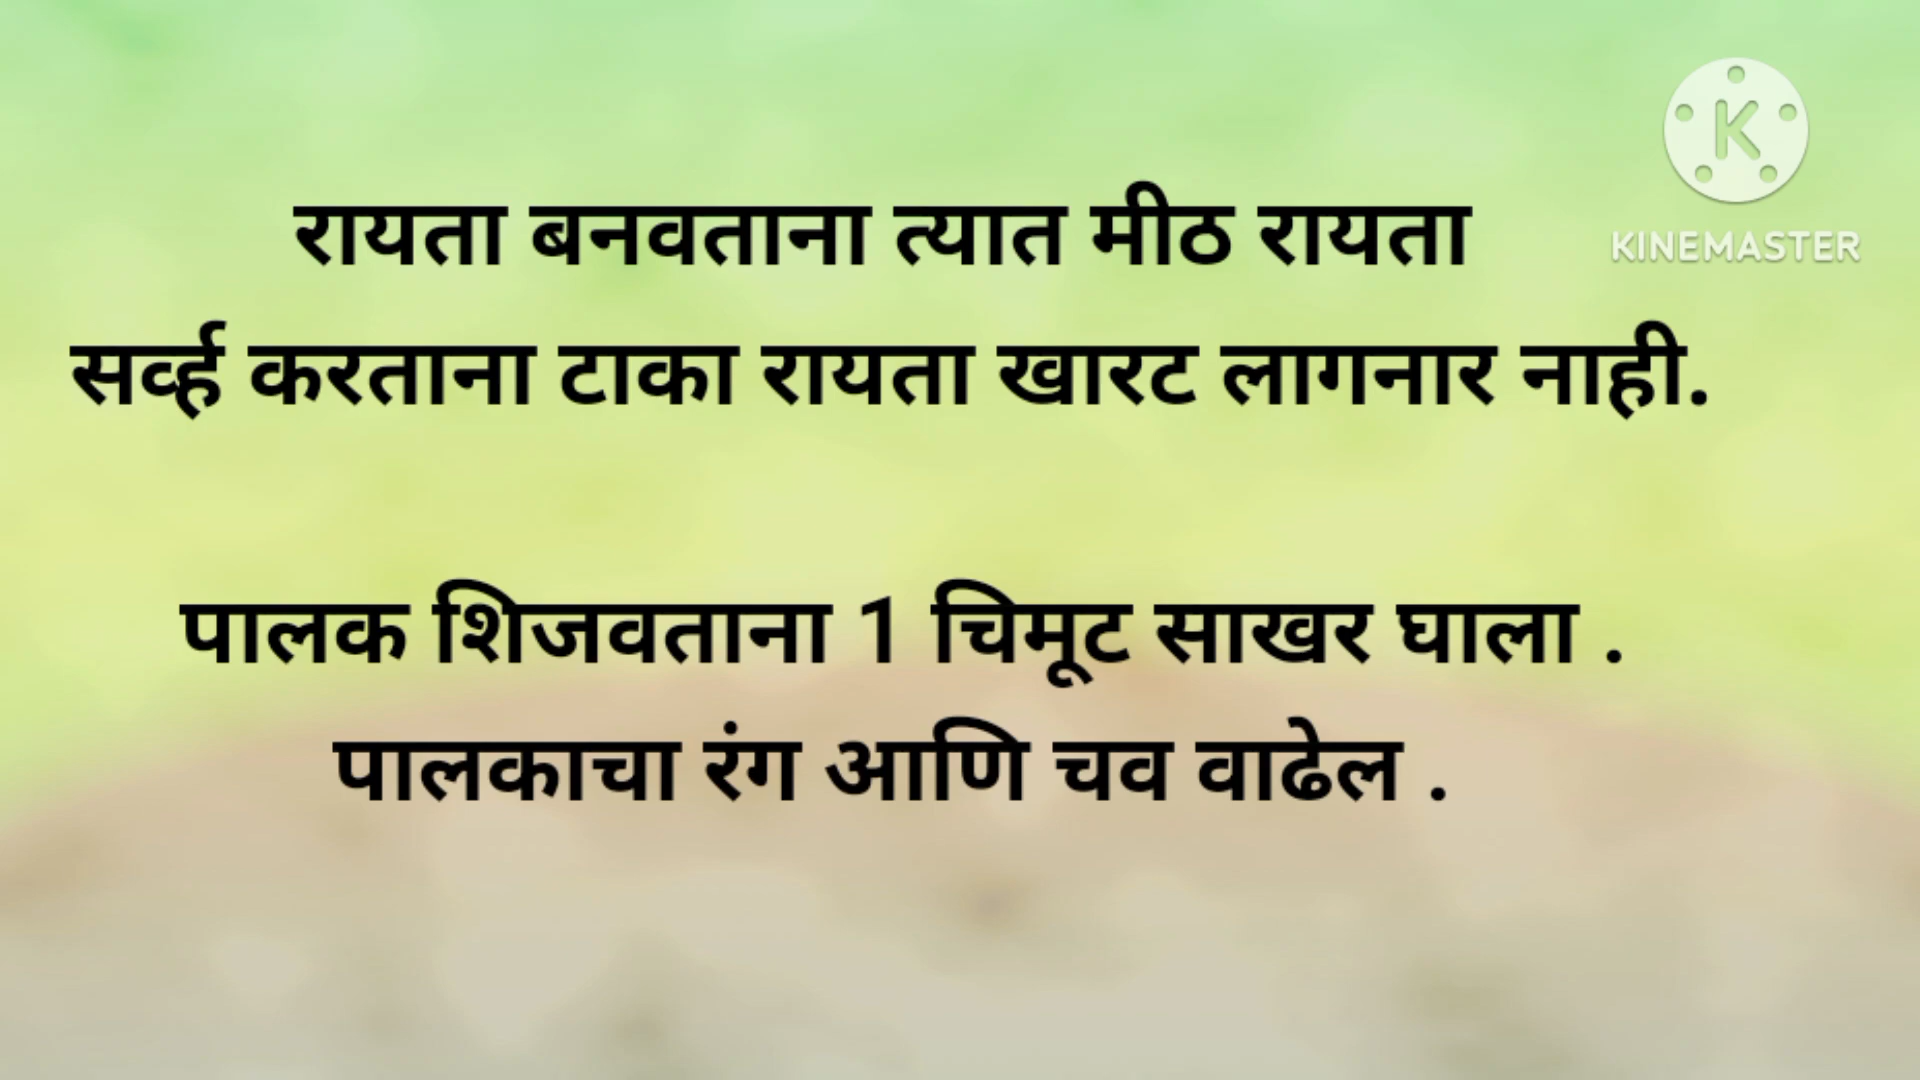 रायता बनवताना त्यात मीठ रायता
सर्व्ह करताना टाका रायता खारट लागनार नाही.
पालक शिजवताना 1 चिमूट साखर घाला .
पालकाचा रंग आणि चव वाढेल .
K
KINEMASTER